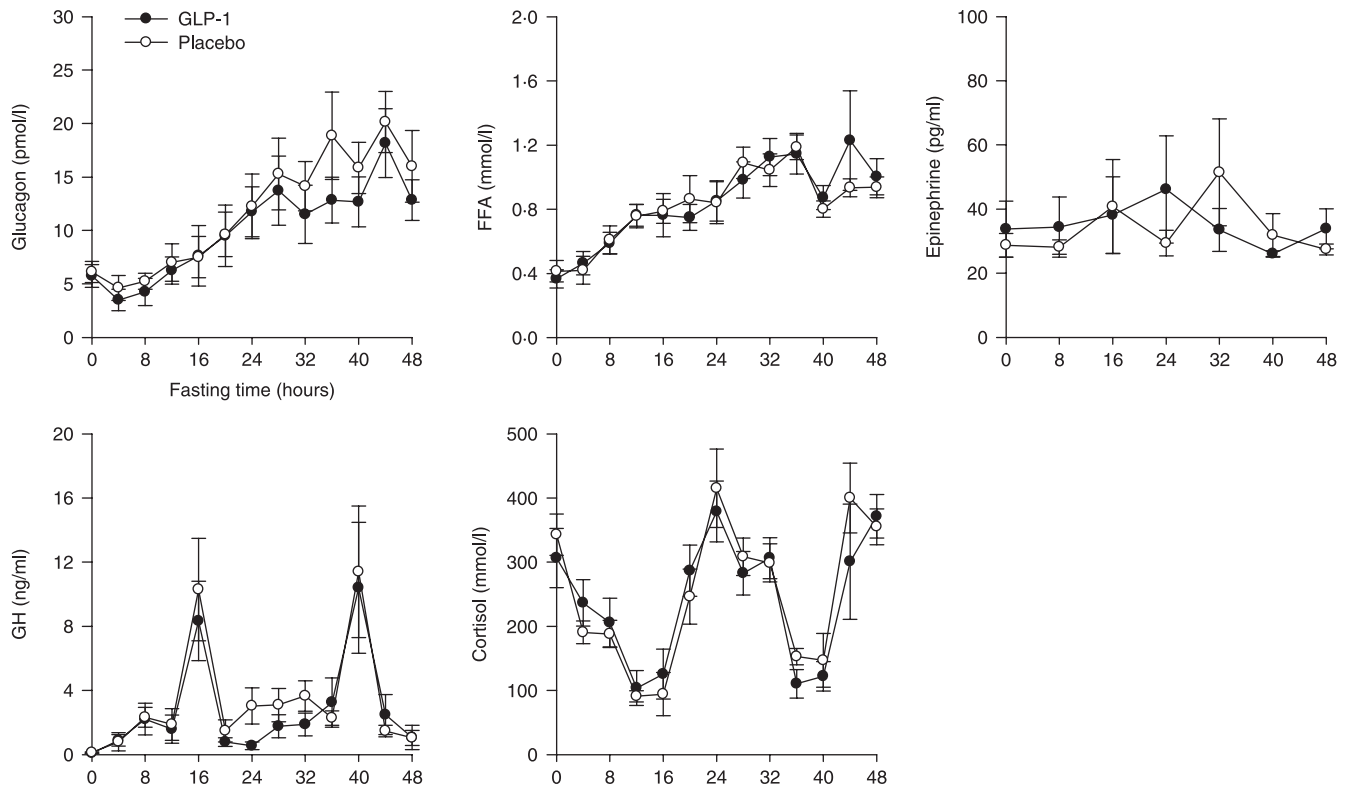 GLP-1
Placebo
Glucagon (pmol/l)
30
25
20
15
10
5
0
0 8 16 24 32 40 48
Fasting time (hours)
FFA (mmol/l)
2·0
1·6
1·2
0·8
0·4
0·0
0 8 16 24 32 40 48
Epinephrine (pg/ml)
100
80
60
40
20
0
0 8 16 24 32 40 48
GH (ng/ml)
20
16
12
8
4
0
0 8 16 24 32 40 48
Cortisol (mmol/l)
500
400
300
200
100
0
0 8 16 24 32 40 48